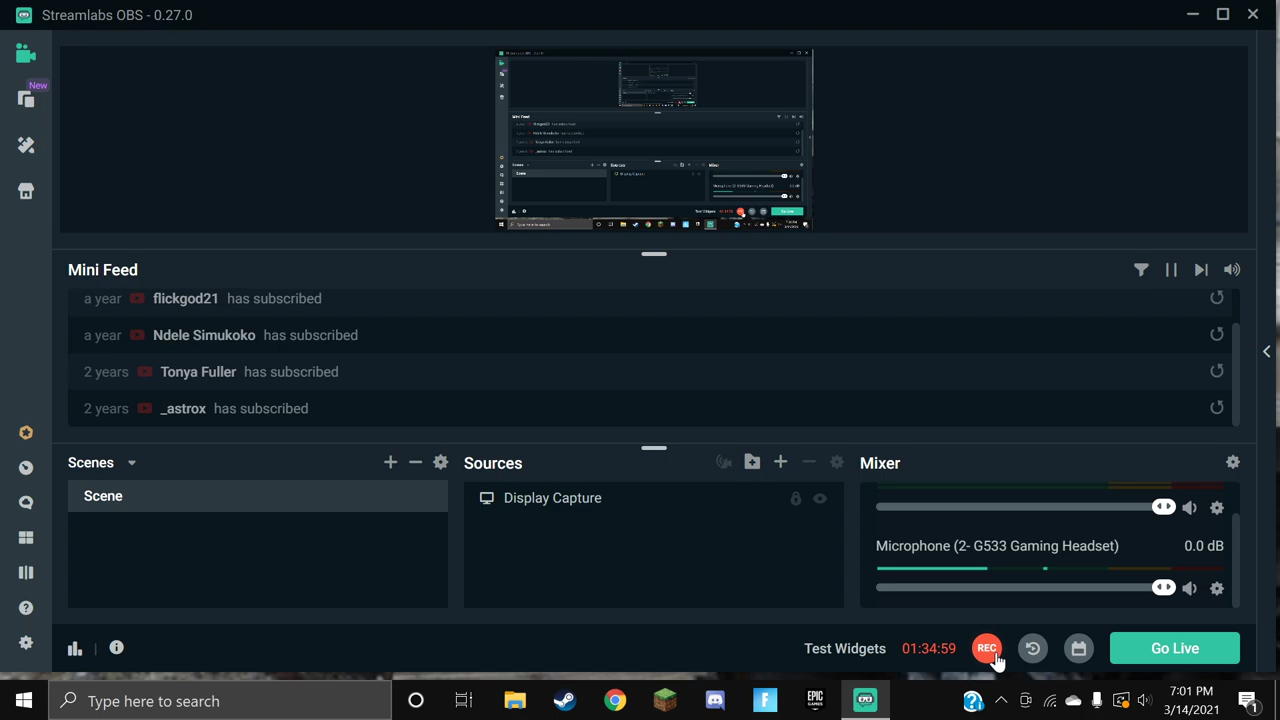 Streamlabs OBS - 0.27.0
New
Mini Feed
a year flickgod21 has subscribed
a year Ndele Simukoko has subscribed
2 years Tonya Fuller has subscribed
2 years _astrox has subscribed
Scenes
Sources
Mixer
Scene
Display Capture
Microphone (2- G533 Gaming Headset) 0.0 dB
Test Widgets 01:34:59 REC Go Live
Type here to search
EPIC GAMES
7:01 PM
3/14/2021
1